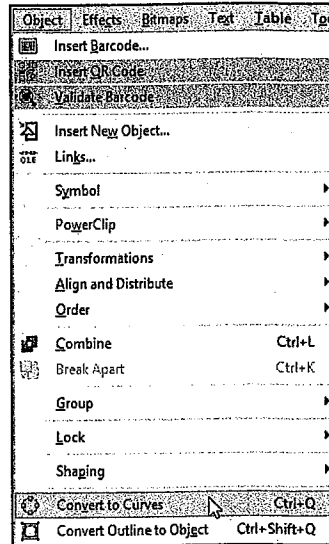 Object Effects Bitmaps Text Table
Insert Barcode...
Insert QR Code
Validate Barcode
Insert New Object...
OLE Links...
Symbol
PowerClip
Transformations
Align and Distribute
Order
Combine Ctrl+L
Break Apart Ctrl+K
Group
Lock
Shaping
Convert to Curves Ctrl+Q
Convert Outline to Object Ctrl+Shift+Q